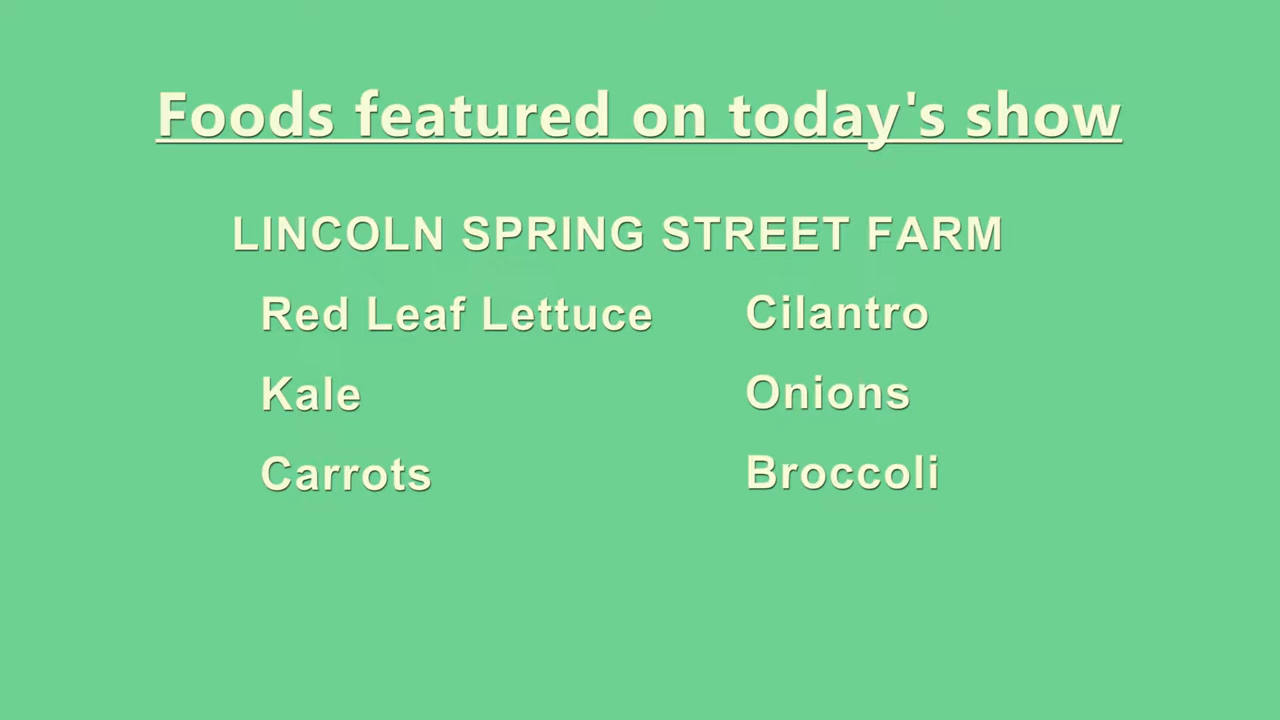 Foods featured on today's show
LINCOLN SPRING STREET FARM
Red Leaf Lettuce Cilantro
Kale Onions
Carrots Broccoli